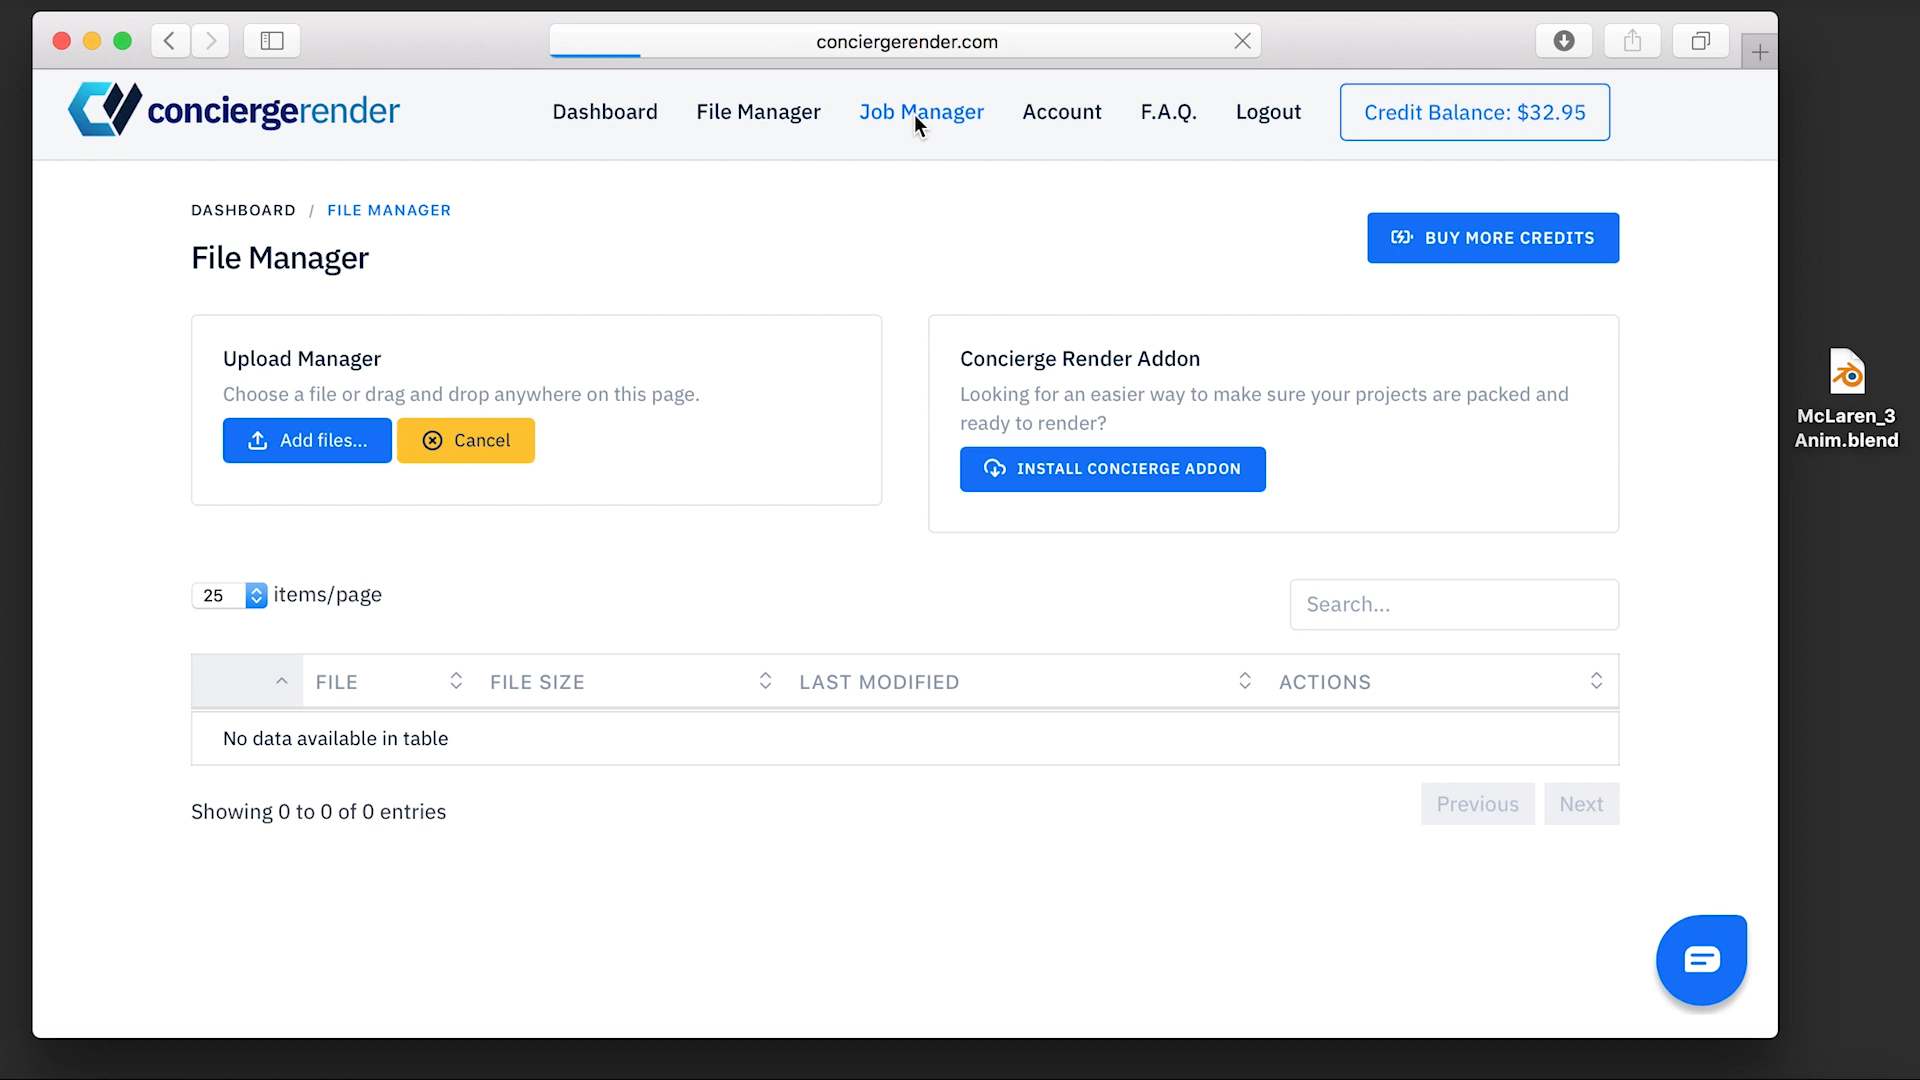 conciergerender.com
conciergerender
Dashboard
File Manager
Job Manager
Account
F.A.Q.
Logout
Credit Balance: $32.95
DASHBOARD / FILE MANAGER
File Manager
BUY MORE CREDITS
Upload Manager
Choose a file or drag and drop anywhere on this page.
Add files...
Cancel
Concierge Render Addon
Looking for an easier way to make sure your projects are packed and
ready to render?
INSTALL CONCIERGE ADDON
McLaren_3
Anim.blend
25 items/page
Search...
FILE
FILE SIZE
LAST MODIFIED
ACTIONS
No data available in table
Showing 0 to 0 of 0 entries
Previous
Next